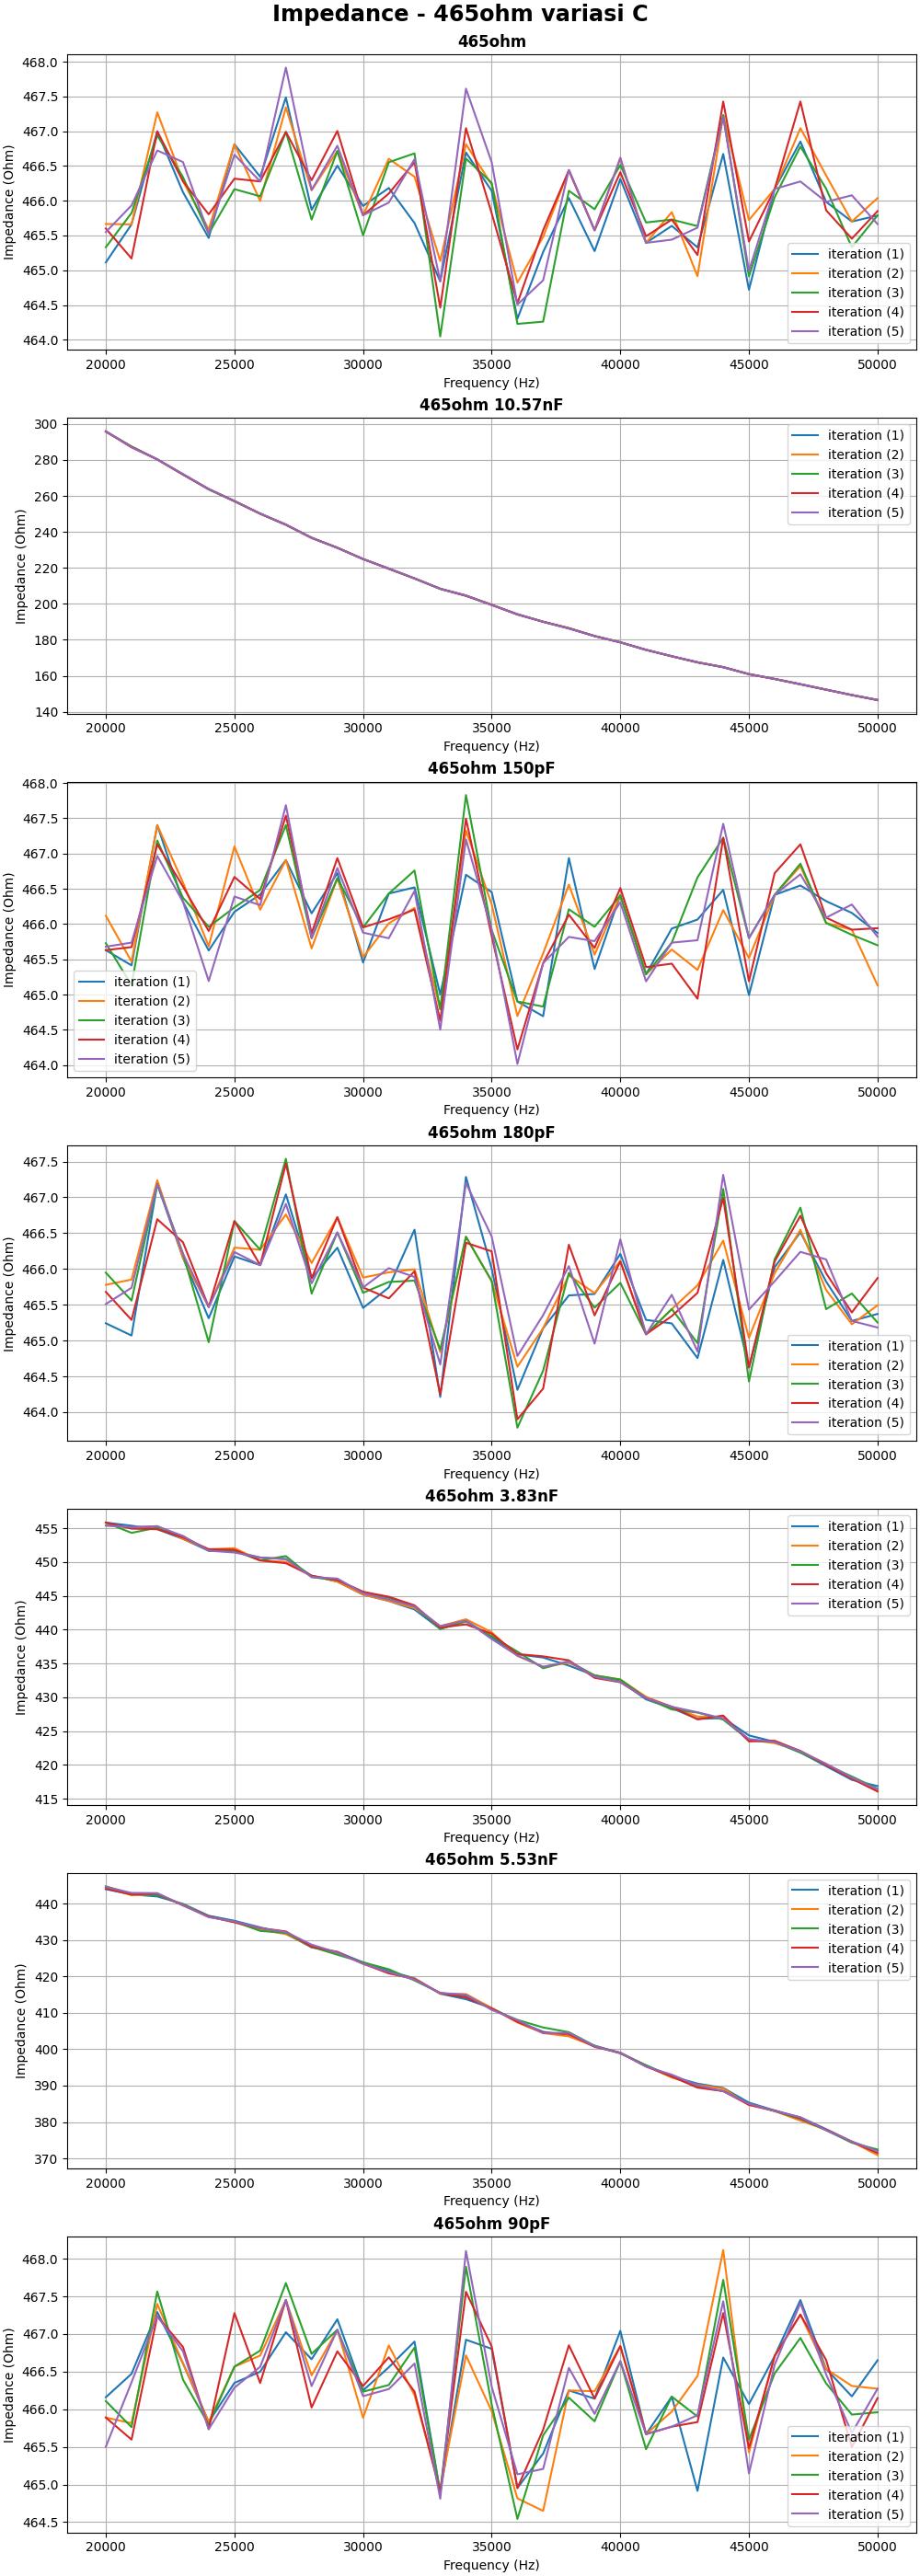 Impedance - 465ohm variasi C
465ohm
Impedance (Ohm)
468.0
467.5
467.0
466.5
466.0
465.5
465.0
464.5
464.0
iteration (1)
iteration (2)
iteration (3)
iteration (4)
iteration (5)
20000 25000 30000 35000 40000 45000 50000
Frequency (Hz)
465ohm 10.57nF
Impedance (Ohm)
300
280
260
240
220
200
180
160
140
iteration (1)
iteration (2)
iteration (3)
iteration (4)
iteration (5)
20000 25000 30000 35000 40000 45000 50000
Frequency (Hz)
465ohm 150pF
Impedance (Ohm)
468.0
467.5
467.0
466.5
466.0
465.5
465.0
464.5
464.0
iteration (1)
iteration (2)
iteration (3)
iteration (4)
iteration (5)
20000 25000 30000 35000 40000 45000 50000
Frequency (Hz)
465ohm 180pF
Impedance (Ohm)
467.5
467.0
466.5
466.0
465.5
465.0
464.5
464.0
iteration (1)
iteration (2)
iteration (3)
iteration (4)
iteration (5)
20000 25000 30000 35000 40000 45000 50000
Frequency (Hz)
465ohm 3.83nF
Impedance (Ohm)
455
450
445
440
435
430
425
420
415
iteration (1)
iteration (2)
iteration (3)
iteration (4)
iteration (5)
20000 25000 30000 35000 40000 45000 50000
Frequency (Hz)
465ohm 5.53nF
Impedance (Ohm)
440
430
420
410
400
390
380
370
iteration (1)
iteration (2)
iteration (3)
iteration (4)
iteration (5)
20000 25000 30000 35000 40000 45000 50000
Frequency (Hz)
465ohm 90pF
Impedance (Ohm)
468.0
467.5
467.0
466.5
466.0
465.5
465.0
464.5
iteration (1)
iteration (2)
iteration (3)
iteration (4)
iteration (5)
20000 25000 30000 35000 40000 45000 50000
Frequency (Hz)